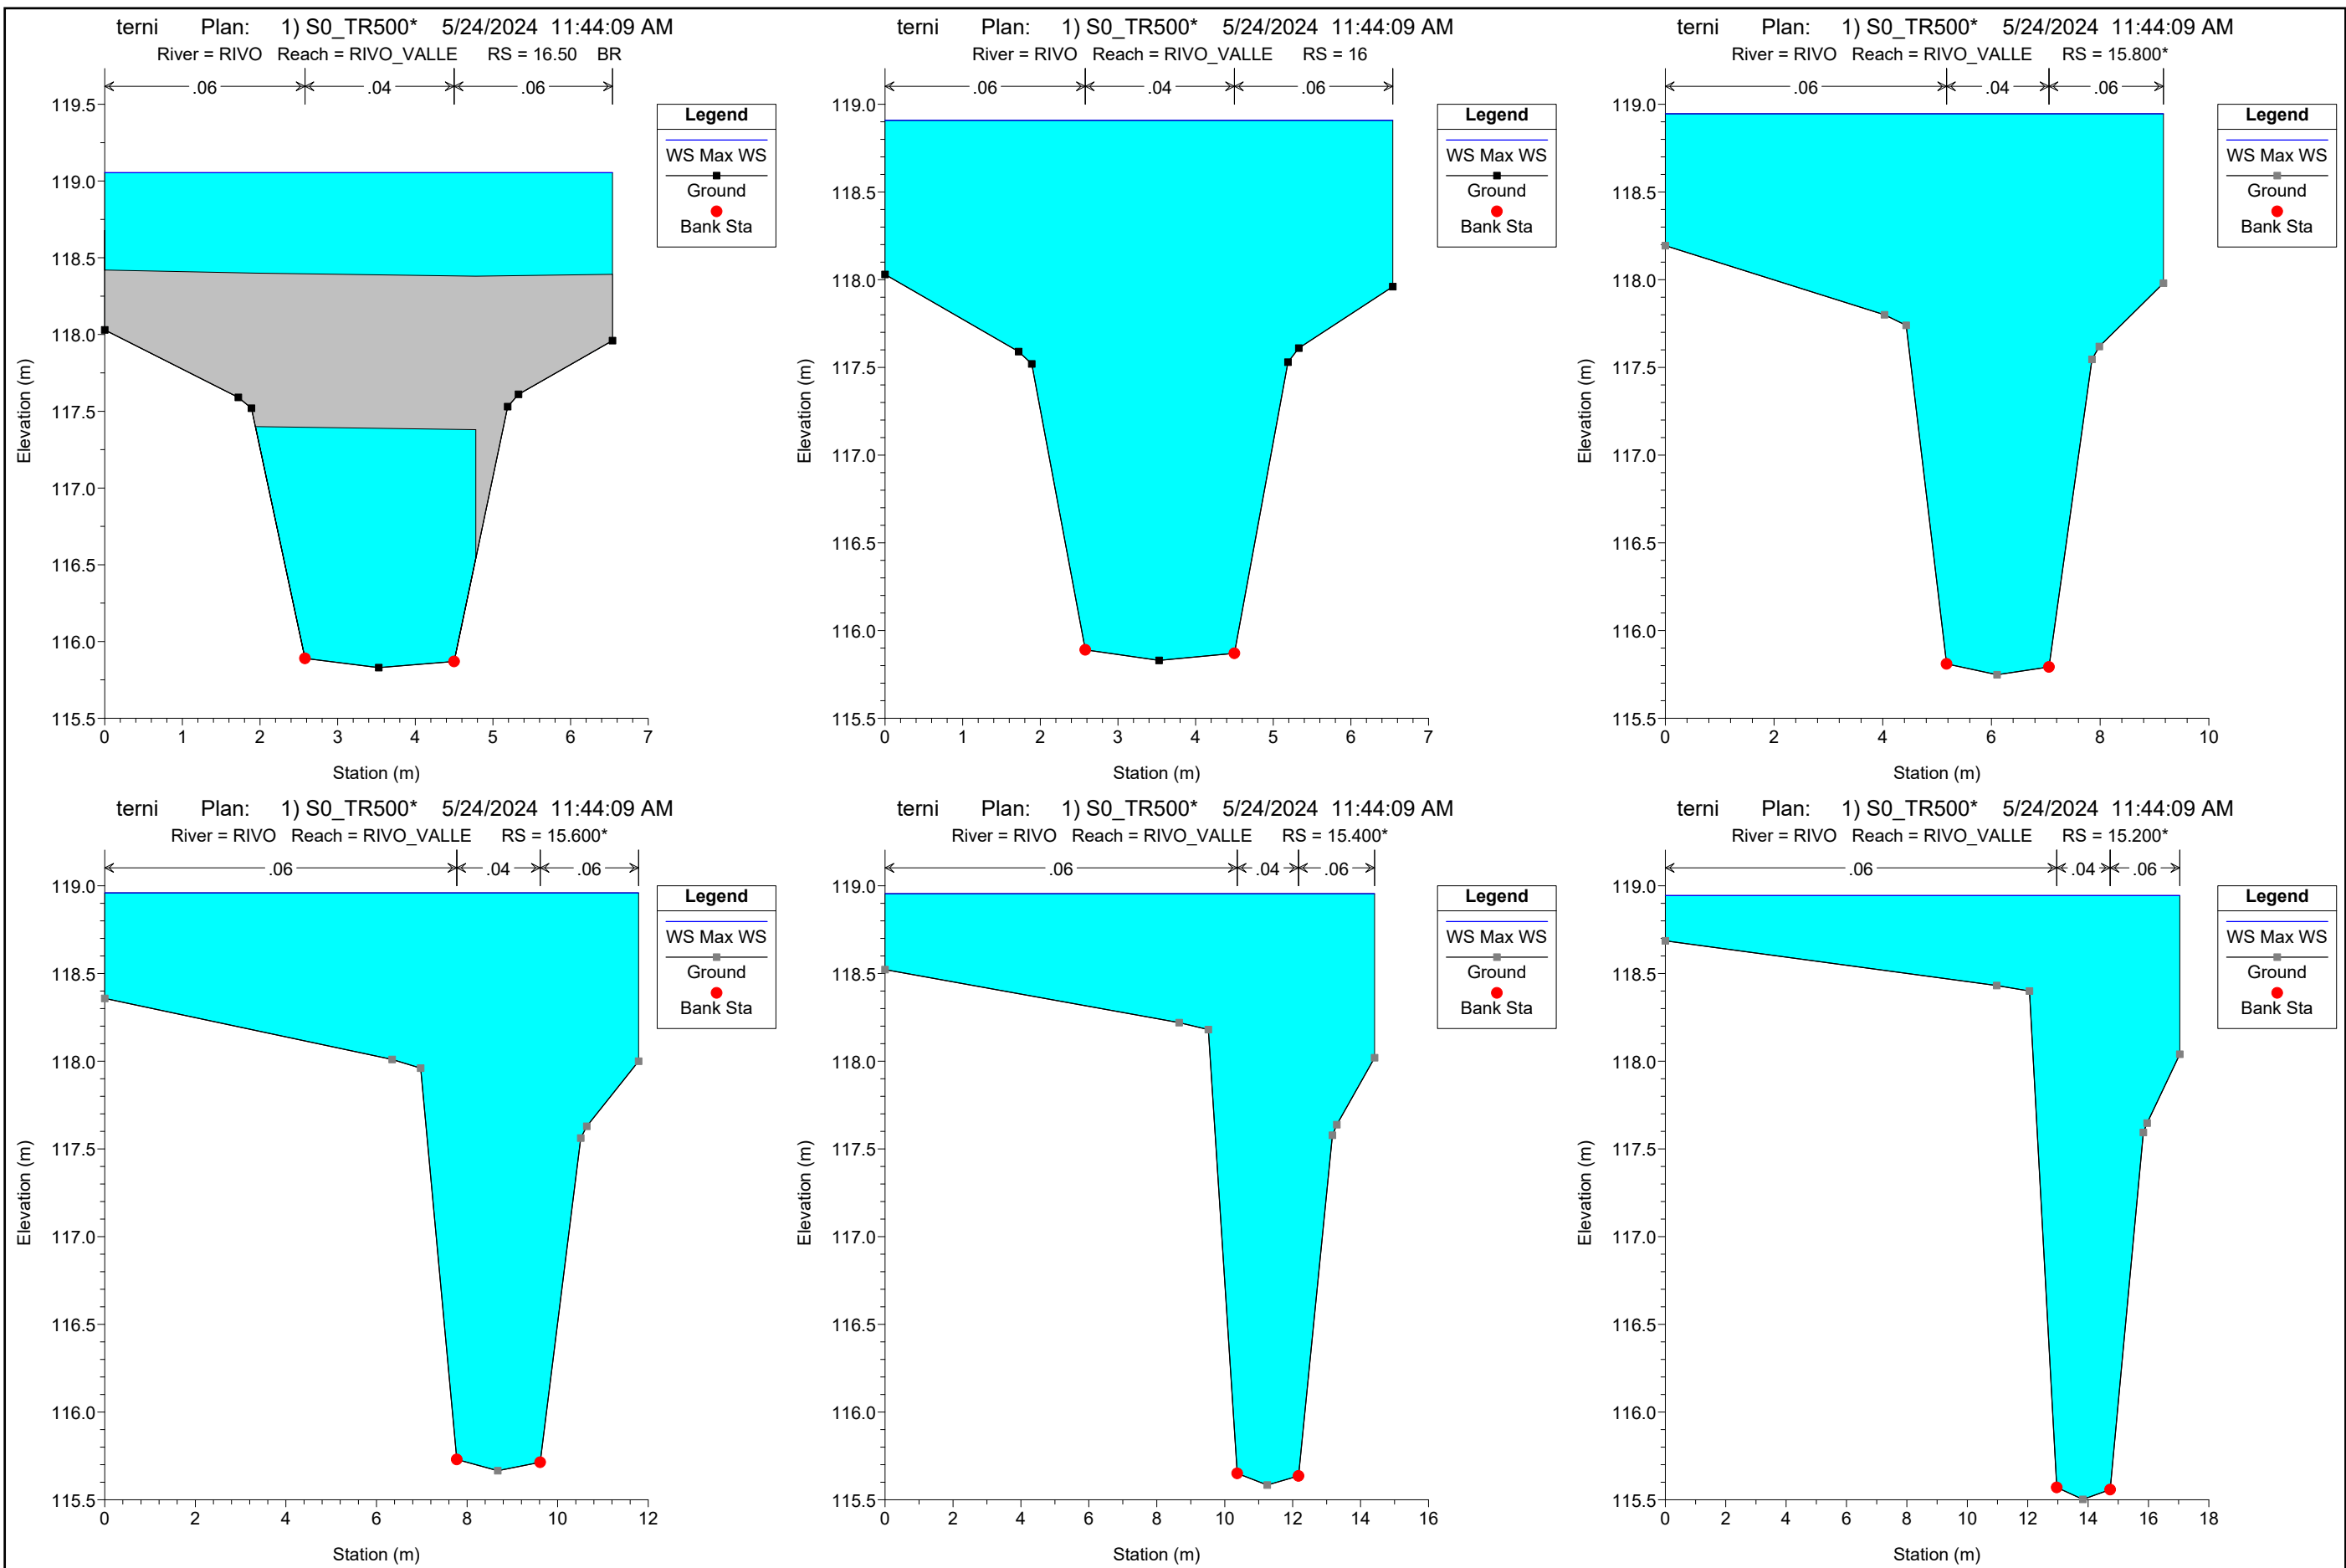 terni Plan: 1) S0_TR500* 5/24/2024 11:44:09 AM
River = RIVO Reach = RIVO_VALLE RS = 16.50 BR
.06 .04 .06
119.5
119.0
118.5
118.0
117.5
117.0
116.5
116.0
115.5
Elevation (m)
0 1 2 3 4 5 6 7
Station (m)
Legend
WS Max WS
Ground
Bank Sta
terni Plan: 1) S0_TR500* 5/24/2024 11:44:09 AM
River = RIVO Reach = RIVO_VALLE RS = 16
.06 .04 .06
119.0
118.5
118.0
117.5
117.0
116.5
116.0
115.5
Elevation (m)
0 1 2 3 4 5 6 7
Station (m)
Legend
WS Max WS
Ground
Bank Sta
terni Plan: 1) S0_TR500* 5/24/2024 11:44:09 AM
River = RIVO Reach = RIVO_VALLE RS = 15.800*
.06 .04 .06
119.0
118.5
118.0
117.5
117.0
116.5
116.0
115.5
Elevation (m)
0 2 4 6 8 10
Station (m)
Legend
WS Max WS
Ground
Bank Sta
terni Plan: 1) S0_TR500* 5/24/2024 11:44:09 AM
River = RIVO Reach = RIVO_VALLE RS = 15.600*
.06 .04 .06
119.0
118.5
118.0
117.5
117.0
116.5
116.0
115.5
Elevation (m)
0 2 4 6 8 10 12
Station (m)
Legend
WS Max WS
Ground
Bank Sta
terni Plan: 1) S0_TR500* 5/24/2024 11:44:09 AM
River = RIVO Reach = RIVO_VALLE RS = 15.400*
.06 .04 .06
119.0
118.5
118.0
117.5
117.0
116.5
116.0
115.5
Elevation (m)
0 2 4 6 8 10 12 14 16
Station (m)
Legend
WS Max WS
Ground
Bank Sta
terni Plan: 1) S0_TR500* 5/24/2024 11:44:09 AM
River = RIVO Reach = RIVO_VALLE RS = 15.200*
.06 .04 .06
119.0
118.5
118.0
117.5
117.0
116.5
116.0
115.5
Elevation (m)
0 2 4 6 8 10 12 14 16 18
Station (m)
Legend
WS Max WS
Ground
Bank Sta